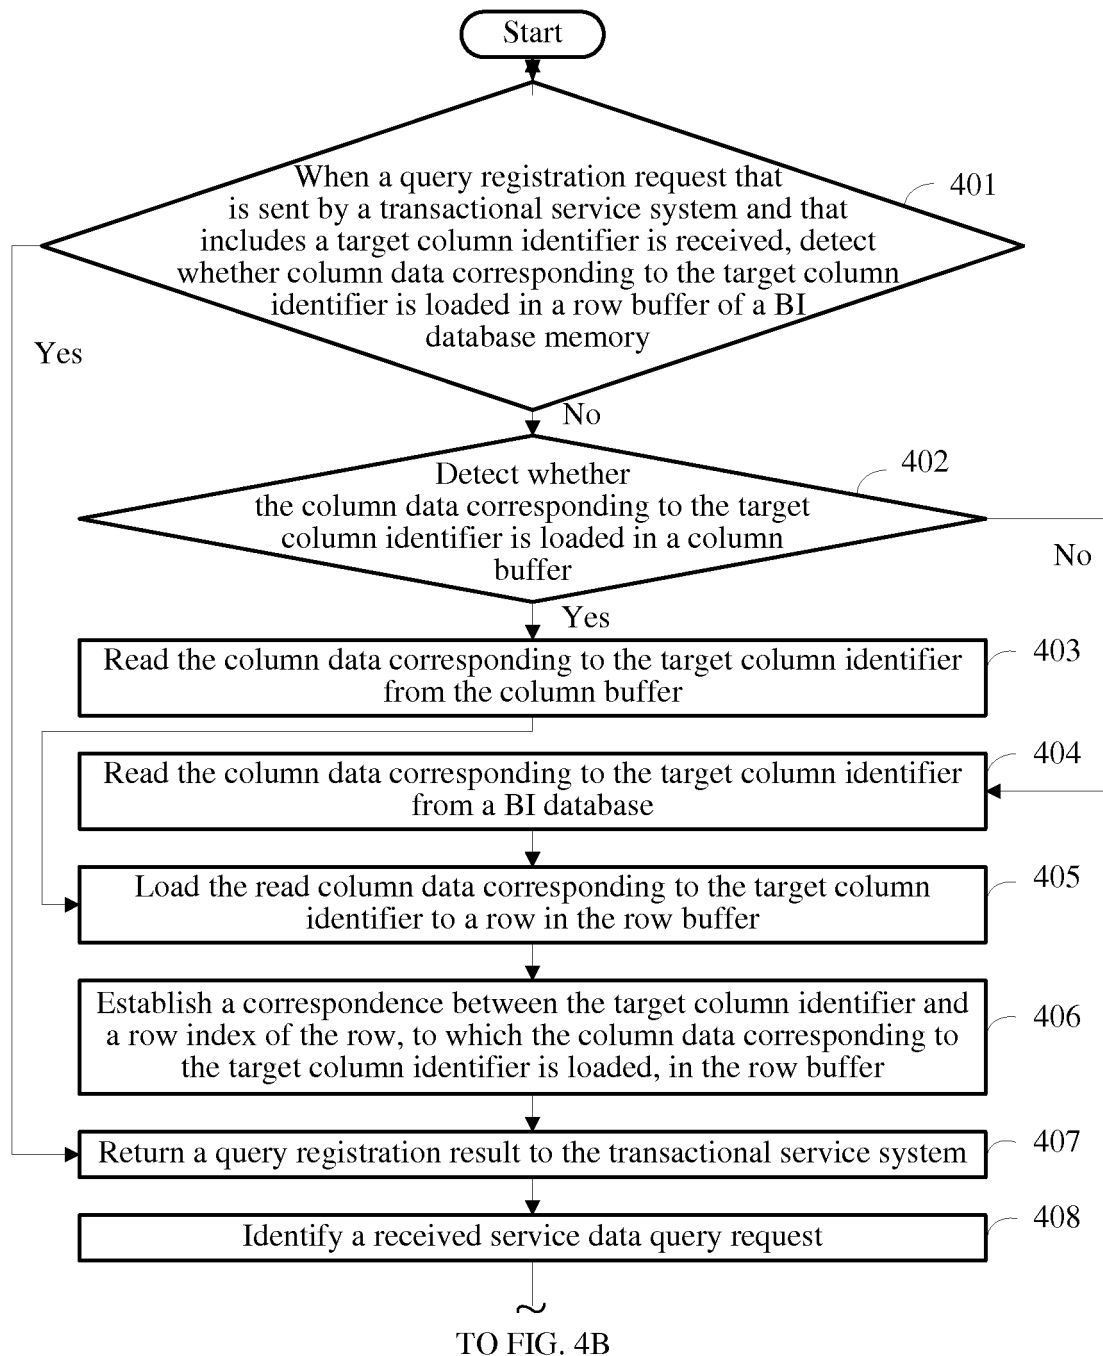 Start
When a query registration request that
is sent by a transactional service system and that
includes a target column identifier is received, detect
whether column data corresponding to the target column
identifier is loaded in a row buffer of a BI
database memory
401
Yes
No
Detect whether
the column data corresponding to the target
column identifier is loaded in a column
buffer
402
No
Yes
Read the column data corresponding to the target column identifier
from the column buffer
403
Read the column data corresponding to the target column identifier
from a BI database
404
Load the read column data corresponding to the target column
identifier to a row in the row buffer
405
Establish a correspondence between the target column identifier and
a row index of the row, to which the column data corresponding to
the target column identifier is loaded, in the row buffer
406
Return a query registration result to the transactional service system
407
Identify a received service data query request
408
TO FIG. 4B